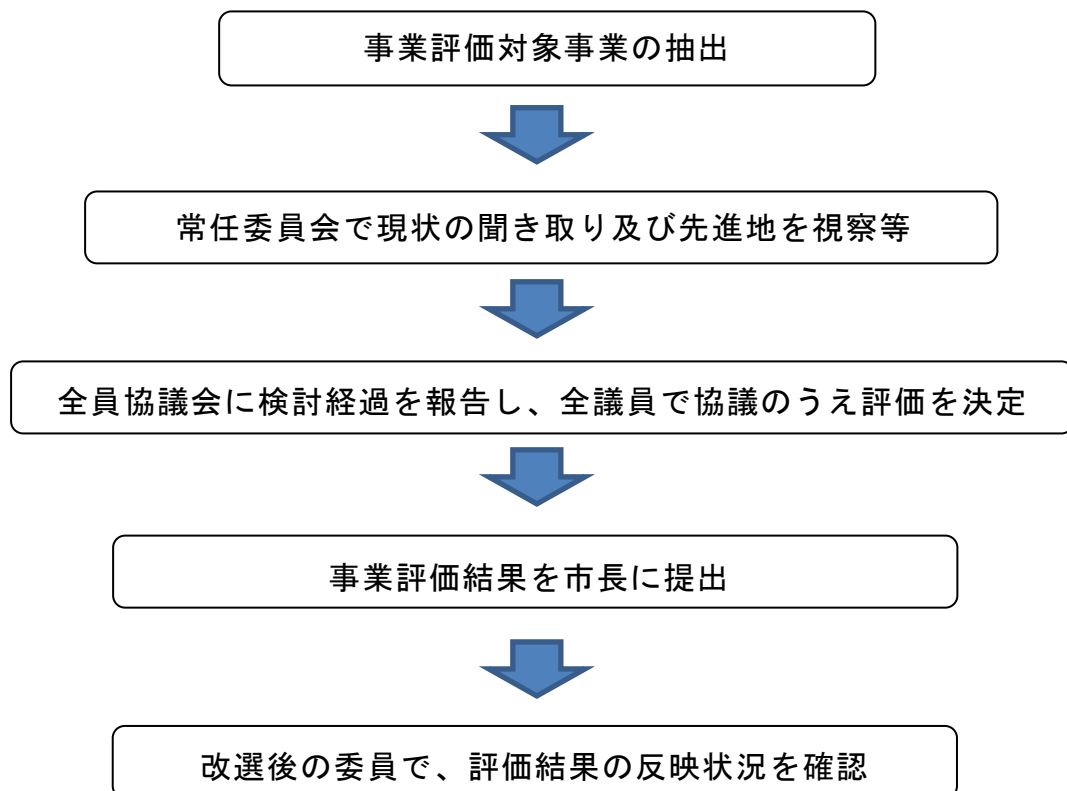 事業評価対象事業の抽出
常任委員会で現状の聞き取り及び先進地を視察等
全員協議会に検討経過を報告し、全議員で協議のうえ評価を決定
事業評価結果を市長に提出
改選後の委員で、評価結果の反映状況を確認